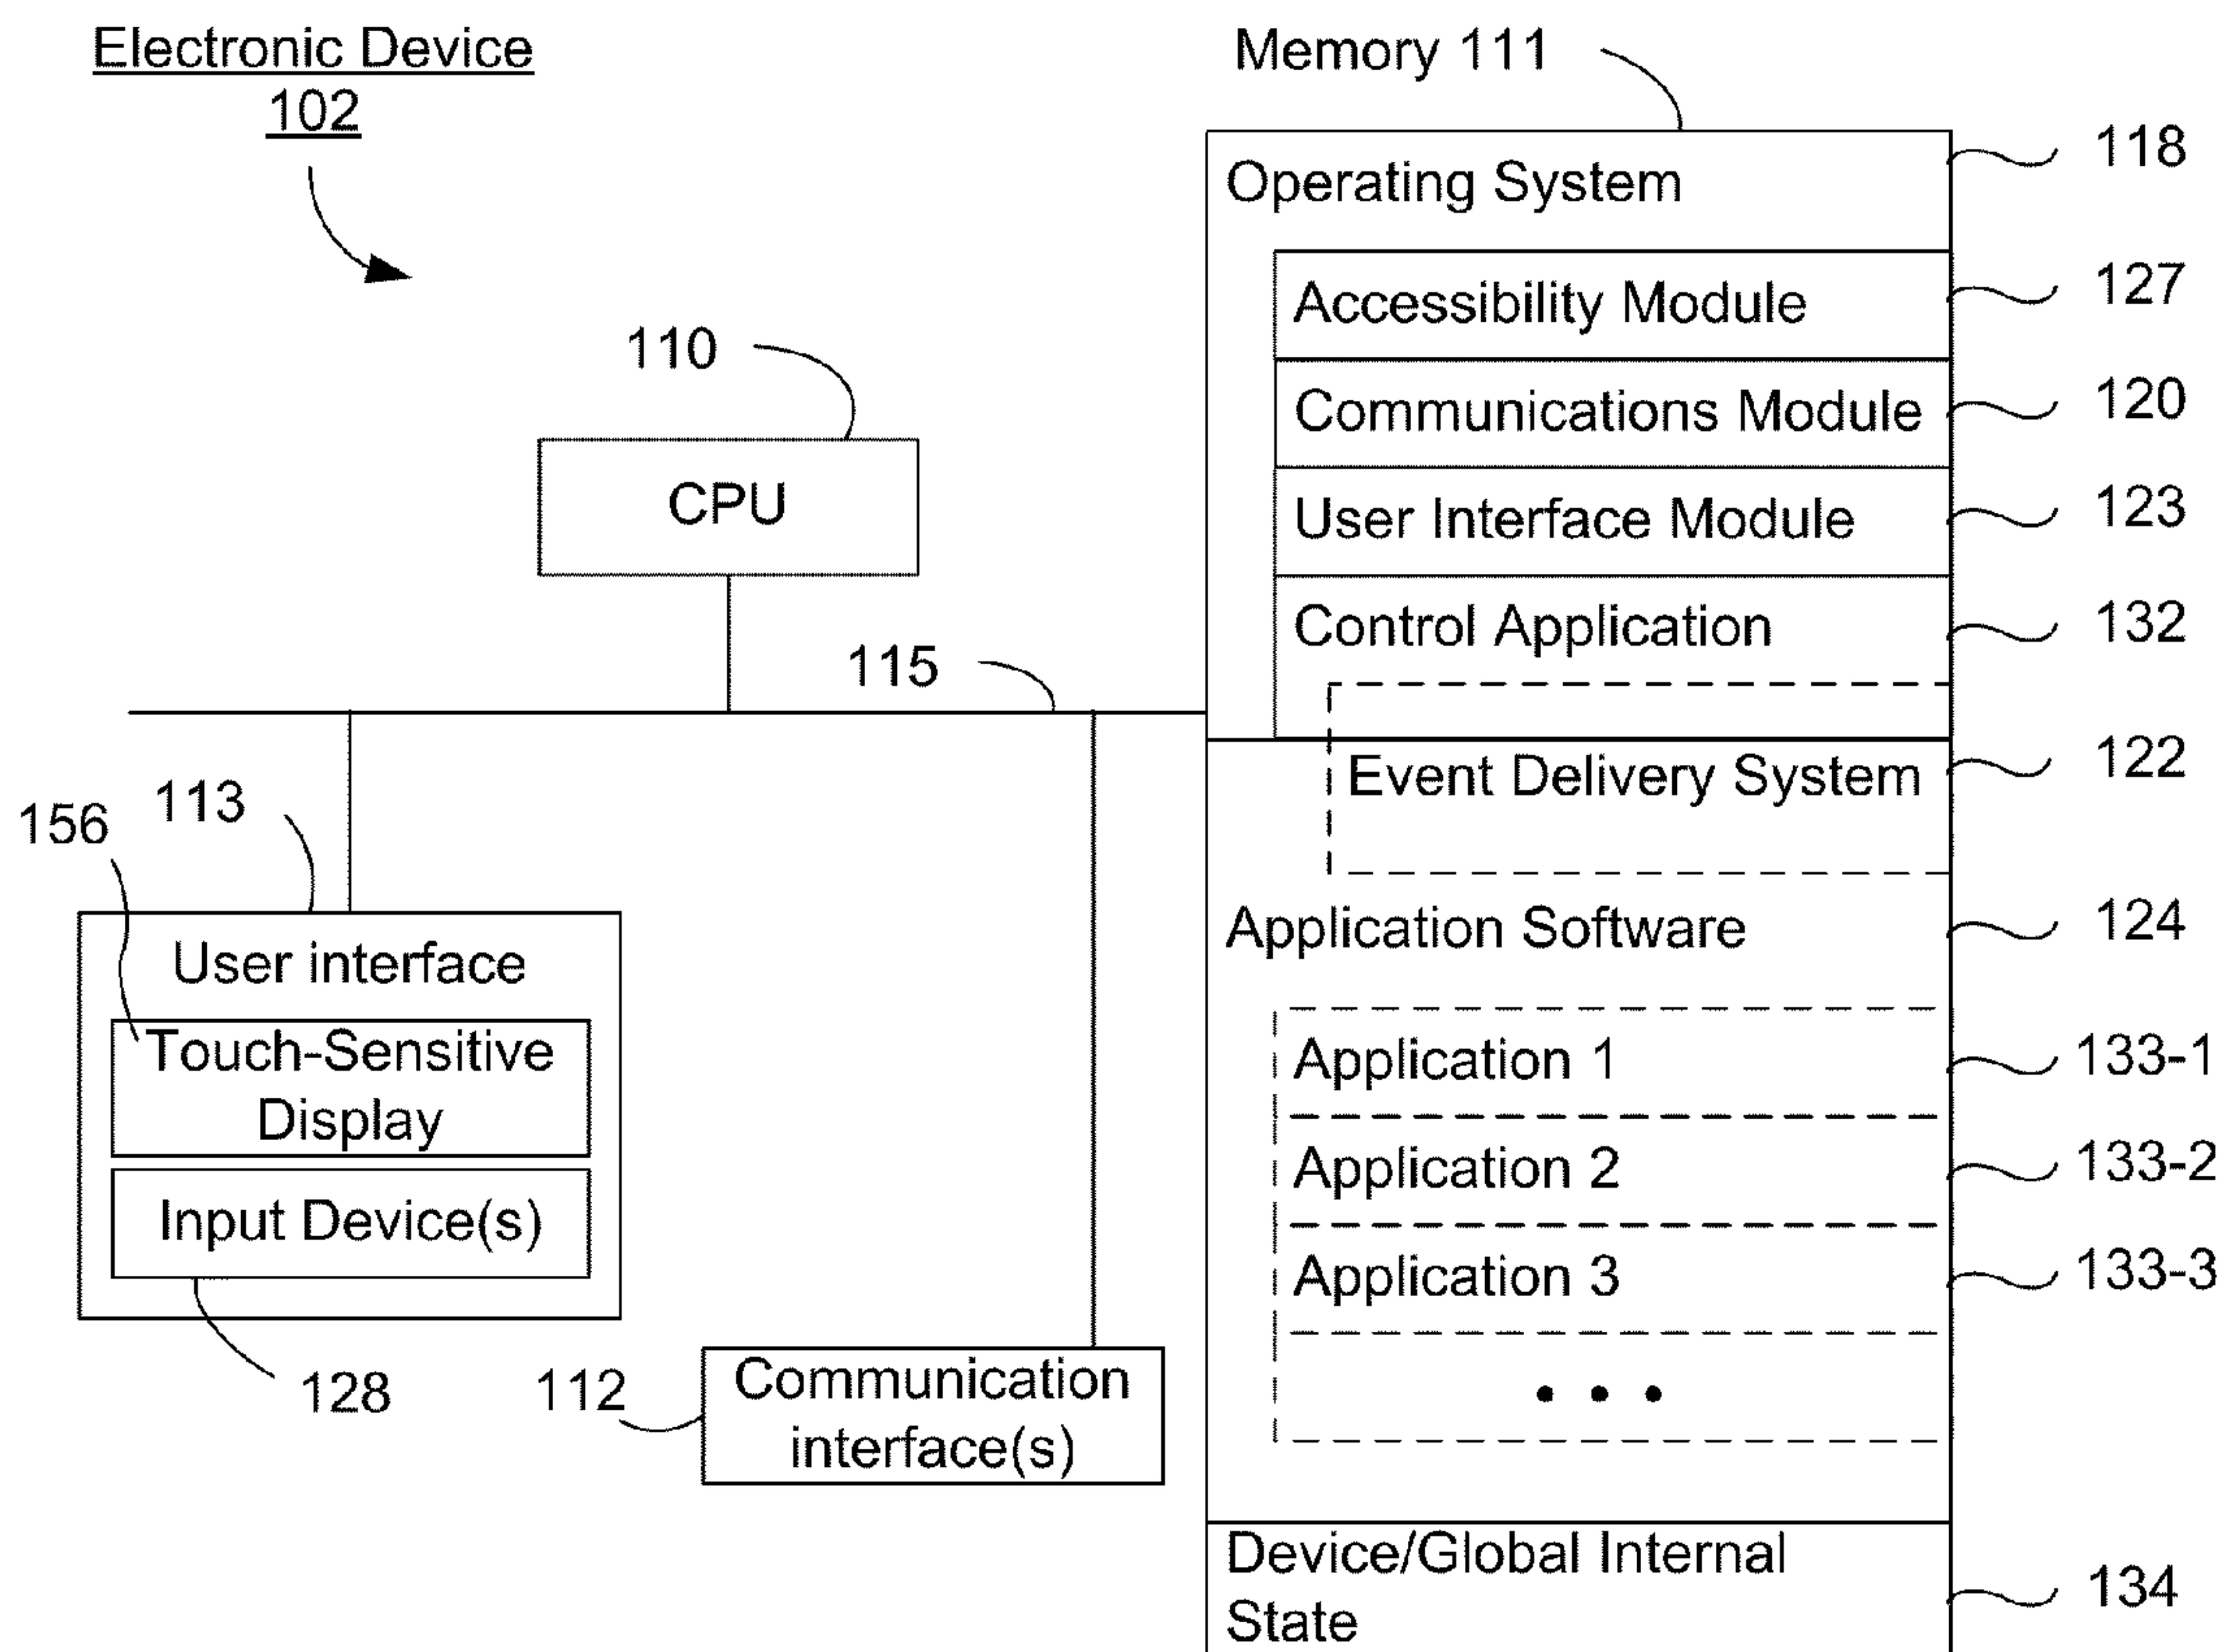 Electronic Device
102
110
CPU
115
113
156
User interface
Touch-Sensitive
Display
Input Device(s)
128
112
Communication
interface(s)
Memory 111
Operating System
118
Accessibility Module
127
Communications Module
120
User Interface Module
123
Control Application
132
Event Delivery System
122
Application Software
124
Application 1
133-1
Application 2
133-2
Application 3
133-3
• • •
Device/Global Internal
State
134